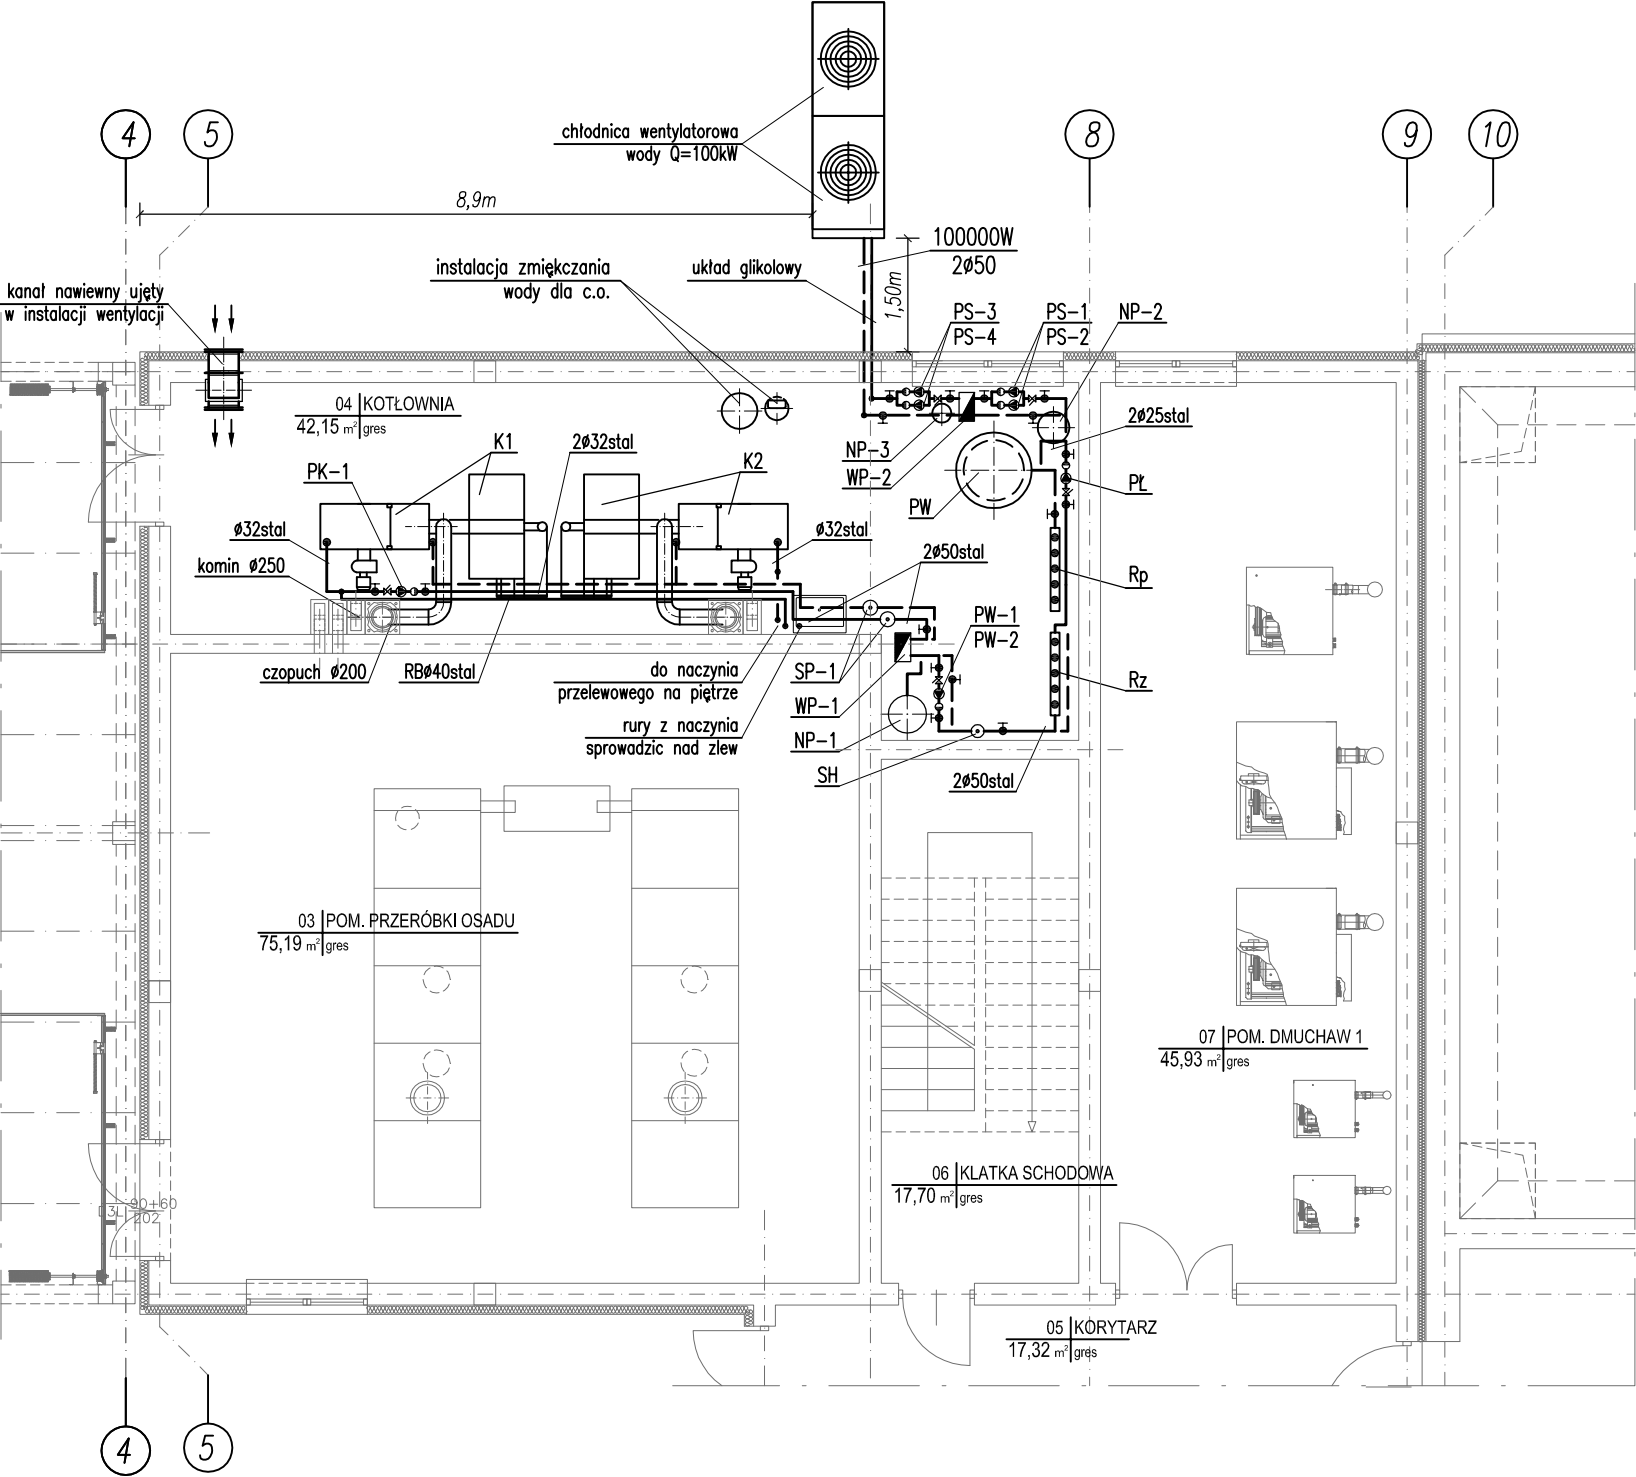 4
5
8
9
10
chłodnica wentylatorowa
wody Q=100kW
8,9m
100000W
2ø50
1,50m
instalacja zmiękczania
wody dla c.o.
układ glikolowy
kanał nawiewny ujęty
w instalacji wentylacji
PS-3
PS-4
PS-1
PS-2
NP-2
04 KOTŁOWNIA
42,15 m² gres
2ø25stal
K1
2ø32stal
K2
NP-3
WP-2
PK-1
PW
PŁ
ø32stal
ø32stal
2ø50stal
komin ø250
Rp
PW-1
PW-2
czopuch ø200
RBø40stal
do naczynia
przelewowego na piętrze
SP-1
Rz
WP-1
rury z naczynia
sprowadzic nad zlew
NP-1
SH
2ø50stal
03 POM. PRZERÓBKI OSADU
75,19 m² gres
07 POM. DMUCHAW 1
45,93 m² gres
06 KLATKA SCHODOWA
17,70 m² gres
90+60
202
05 KORYTARZ
17,32 m² gres
4
5